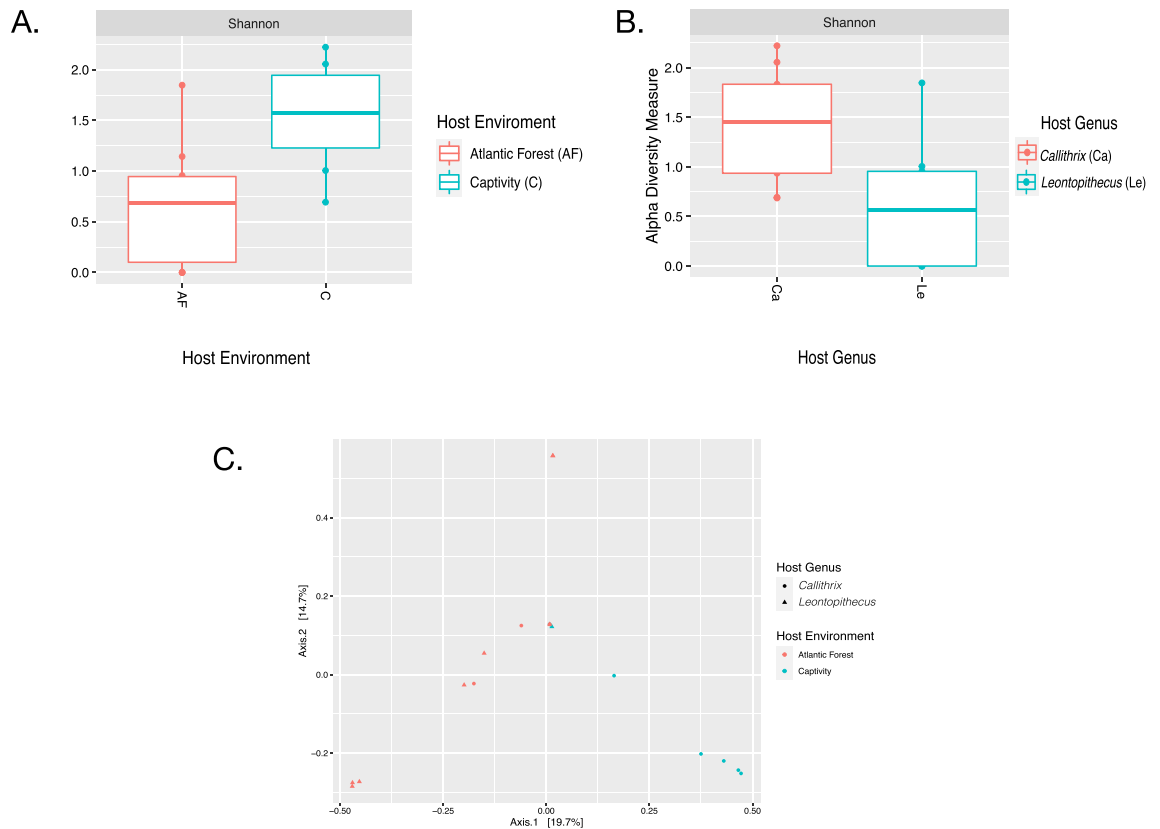 A.
Shannon
2.0
1.5
1.0
0.5
0.0
AF
C
Host Environment
Host Enviroment
Atlantic Forest (AF)
Captivity (C)
B.
Shannon
Alpha Diversity Measure
2.0
1.5
1.0
0.5
0.0
Ca
Le
Host Genus
Host Genus
Callithrix (Ca)
Leontopithecus (Le)
C.
Axis.2 [14.7%]
0.4
0.2
0.0
−0.2
−0.50
−0.25
0.00
0.25
0.50
Axis.1 [19.7%]
Host Genus
Callithrix
Leontopithecus
Host Environment
Atlantic Forest
Captivity